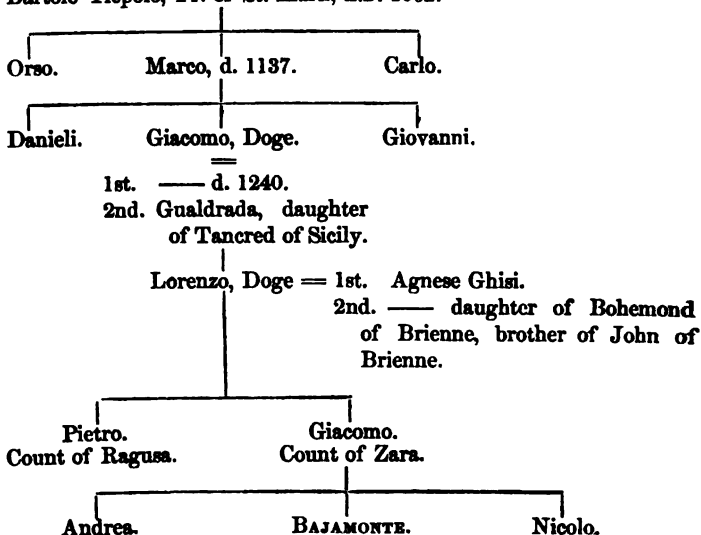 Orso. Marco, d. 1137. Carlo.
Danieli. Giacomo, Doge. Giovanni.
=
1st. —— d. 1240.
2nd. Gualdrada, daughter
of Tancred of Sicily.
Lorenzo, Doge = 1st. Agnese Ghisi.
2nd. —— daughter of Bohemond
of Brienne, brother of John of
Brienne.
Pietro. Giacomo.
Count of Ragusa. Count of Zara.
Andrea. BAJAMONTE. Nicolo.